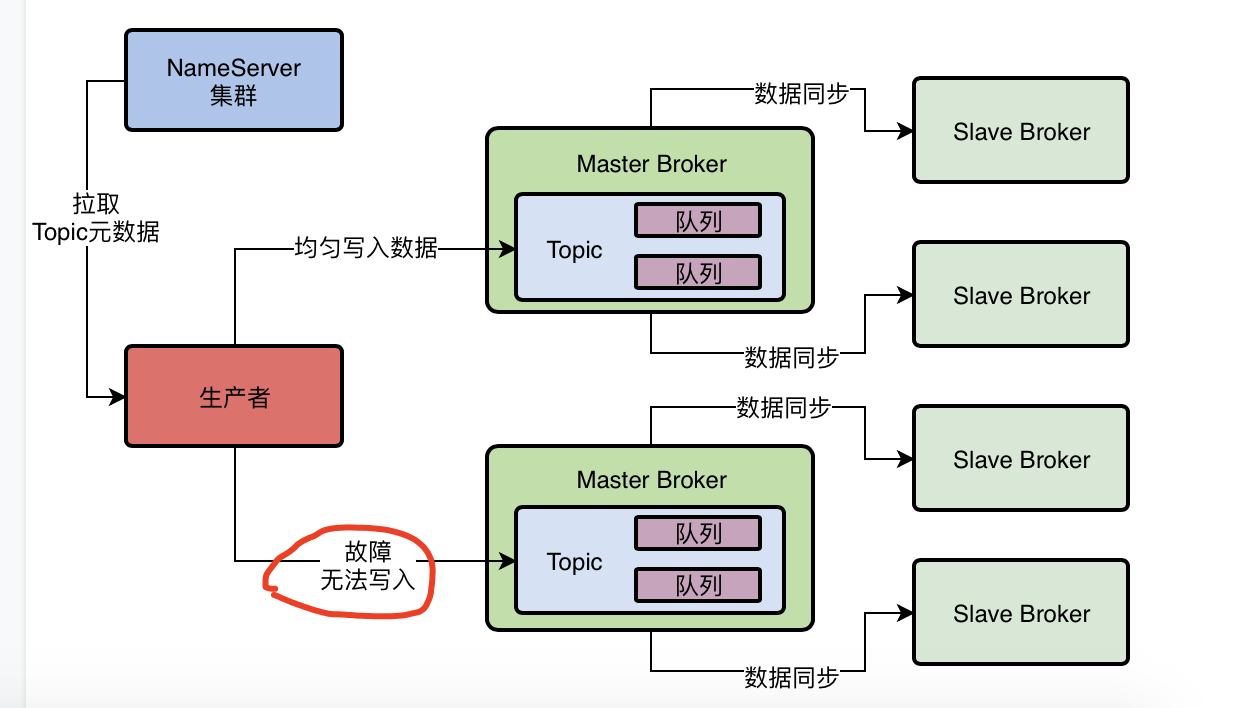 NameServer
集群
拉取
Topic元数据
生产者
均匀写入数据
故障
无法写入
Master Broker
Topic
队列
队列
数据同步
数据同步
Slave Broker
Slave Broker
Master Broker
Topic
队列
队列
数据同步
数据同步
Slave Broker
Slave Broker